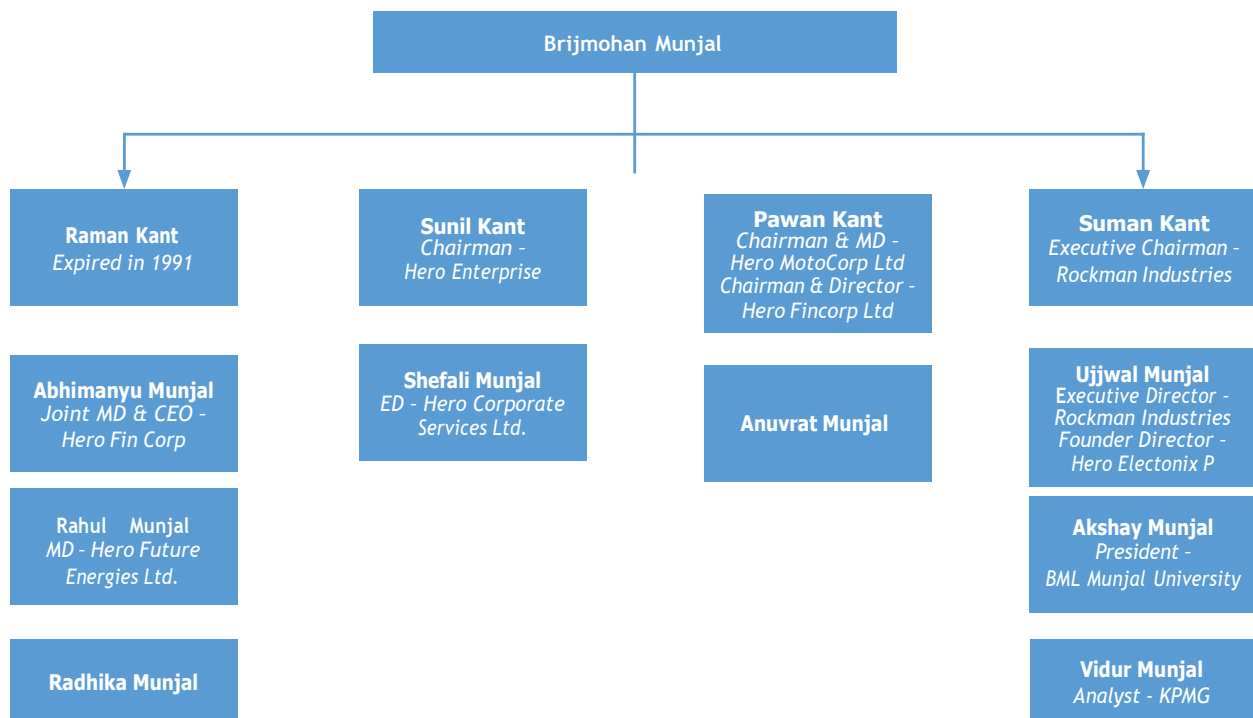 Brijmohan Munjal
Raman Kant
Expired in 1991
Sunil Kant
Chairman –
Hero Enterprise
Pawan Kant
Chairman & MD –
Hero MotoCorp Ltd
Chairman & Director –
Hero Fincorp Ltd
Suman Kant
Executive Chairman –
Rockman Industries
Abhimanyu Munjal
Joint MD & CEO –
Hero Fin Corp
Shefali Munjal
ED – Hero Corporate
Services Ltd.
Anuvrat Munjal
Ujjwal Munjal
Executive Director –
Rockman Industries
Founder Director –
Hero Electonix P
Rahul Munjal
MD – Hero Future
Energies Ltd.
Akshay Munjal
President –
BML Munjal University
Radhika Munjal
Vidur Munjal
Analyst - KPMG